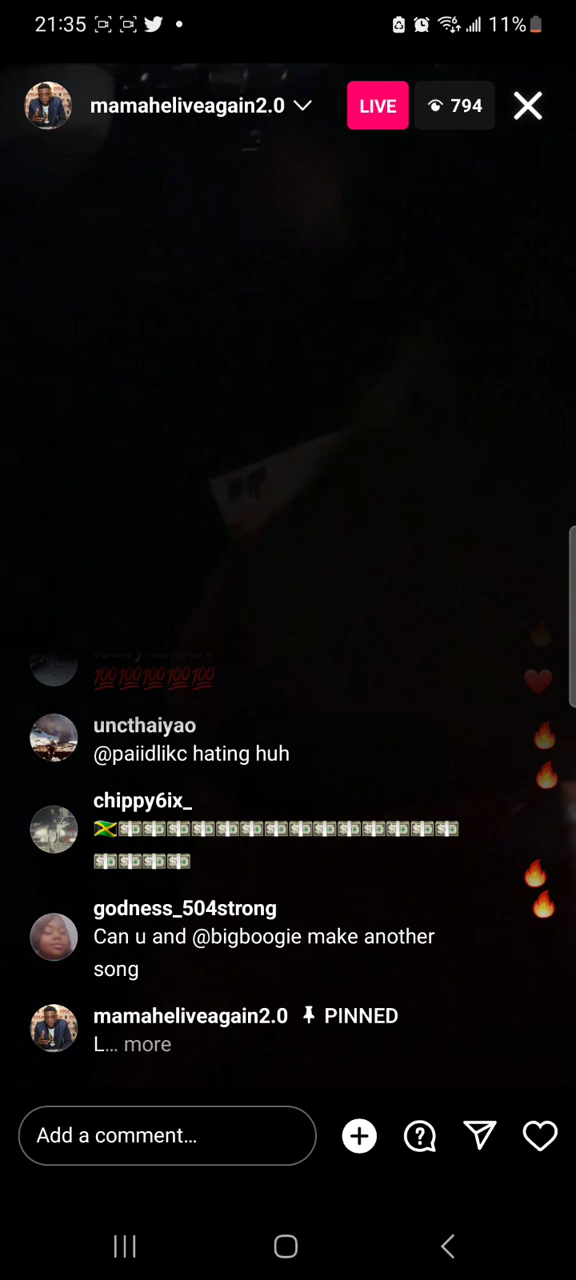 21:35
11%
mamaheliveagain2.0
LIVE
794
💯💯💯💯💯
uncthaiyao
@paiidlikc hating huh
chippy6ix_
🇯🇲💵💵💵💵💵💵💵💵💵💵💵💵💵💵
💵💵💵💵
godness_504strong
Can u and @bigboogie make another
song
mamaheliveagain2.0 📌 PINNED
L... more
Add a comment...